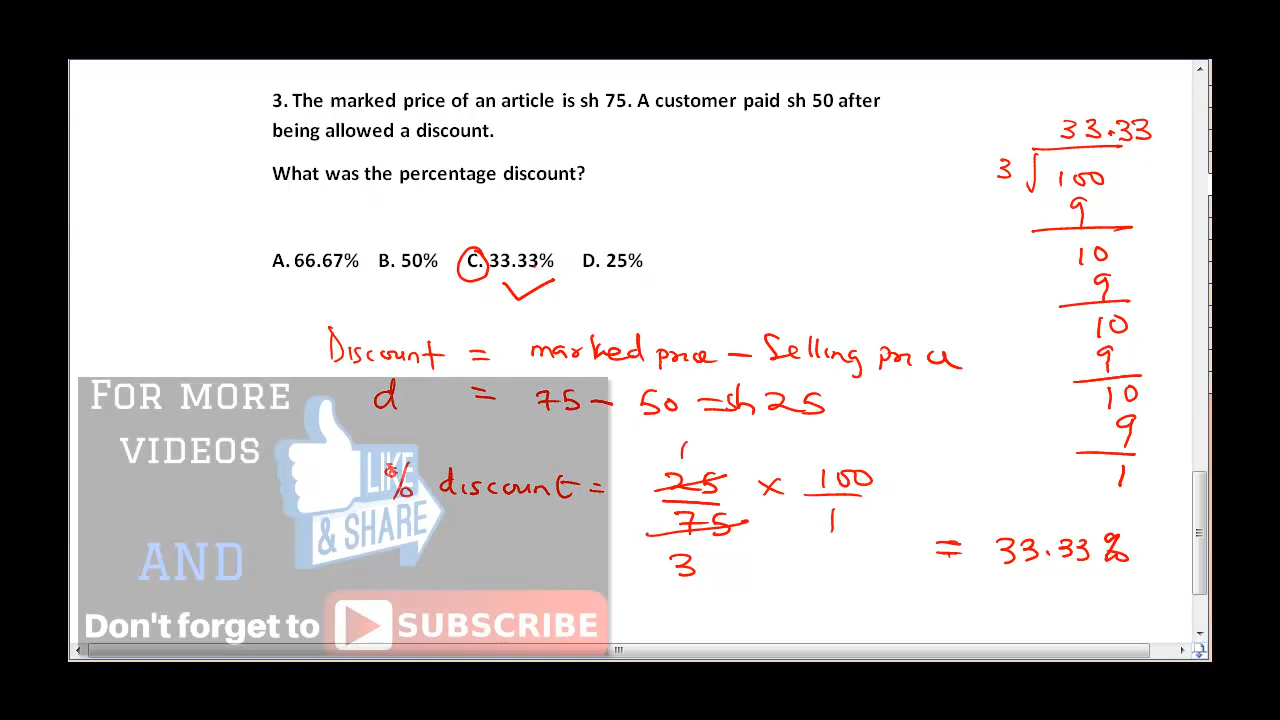 3. The marked price of an article is sh 75. A customer paid sh 50 after
being allowed a discount.
What was the percentage discount?
A. 66.67% B. 50% C. 33.33% D. 25%
Discount = marked price - Selling price
d = 75 - 50 = sh 25
1
% discount = 25/75 × 100/1
3
= 33.33%
33.33
3 √100
9
10
9
10
9
10
9
1
FOR MORE
VIDEOS
LIKE
& SHARE
AND
Don't forget to
SUBSCRIBE